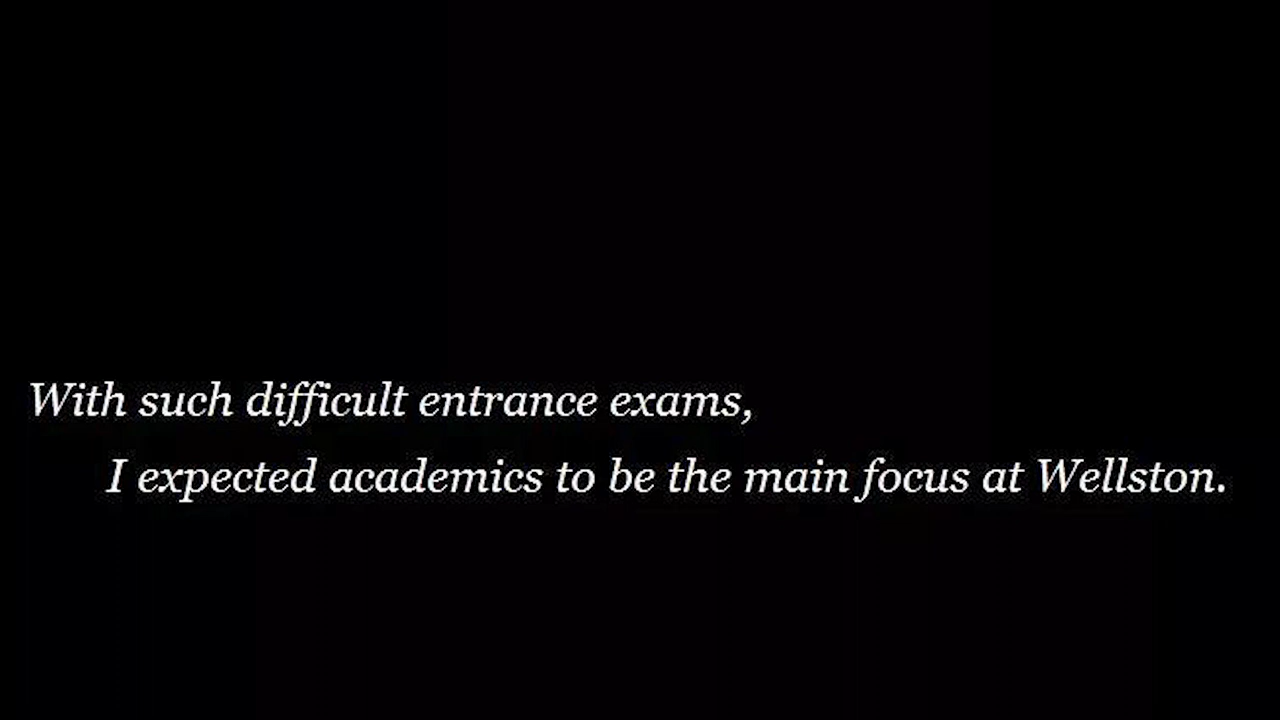 With such difficult entrance exams,
I expected academics to be the main focus at Wellston.